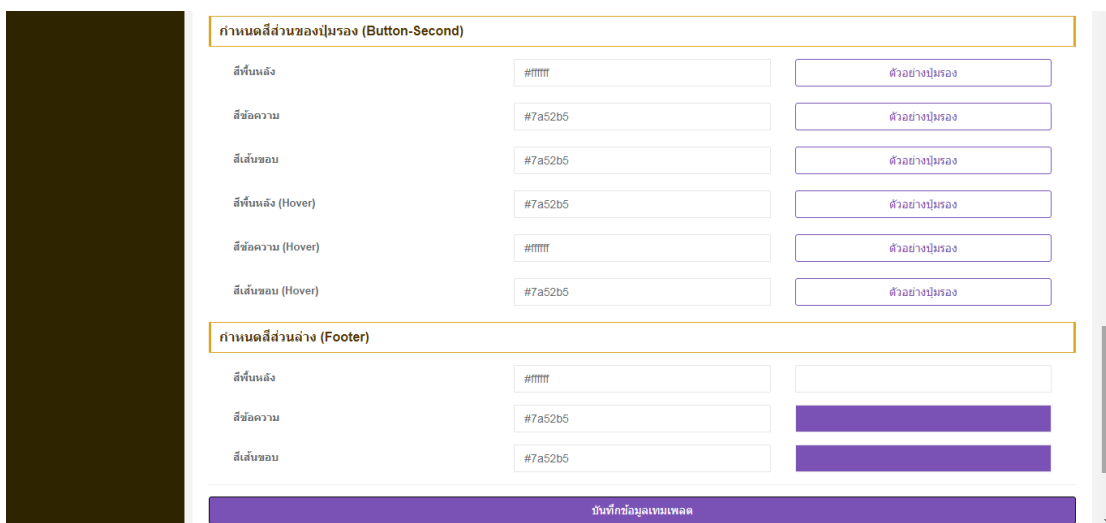 กำหนดสีส่วนของปุ่มรอง (Button-Second)
สีพื้นหลัง #ffffff ตัวอย่างปุ่มรอง
สีข้อความ #7a52b5 ตัวอย่างปุ่มรอง
สีเส้นขอบ #7a52b5 ตัวอย่างปุ่มรอง
สีพื้นหลัง (Hover) #7a52b5 ตัวอย่างปุ่มรอง
สีข้อความ (Hover) #ffffff ตัวอย่างปุ่มรอง
สีเส้นขอบ (Hover) #7a52b5 ตัวอย่างปุ่มรอง
กำหนดสีส่วนล่าง (Footer)
สีพื้นหลัง #ffffff
สีข้อความ #7a52b5
สีเส้นขอบ #7a52b5
บันทึกข้อมูลเทมเพลต